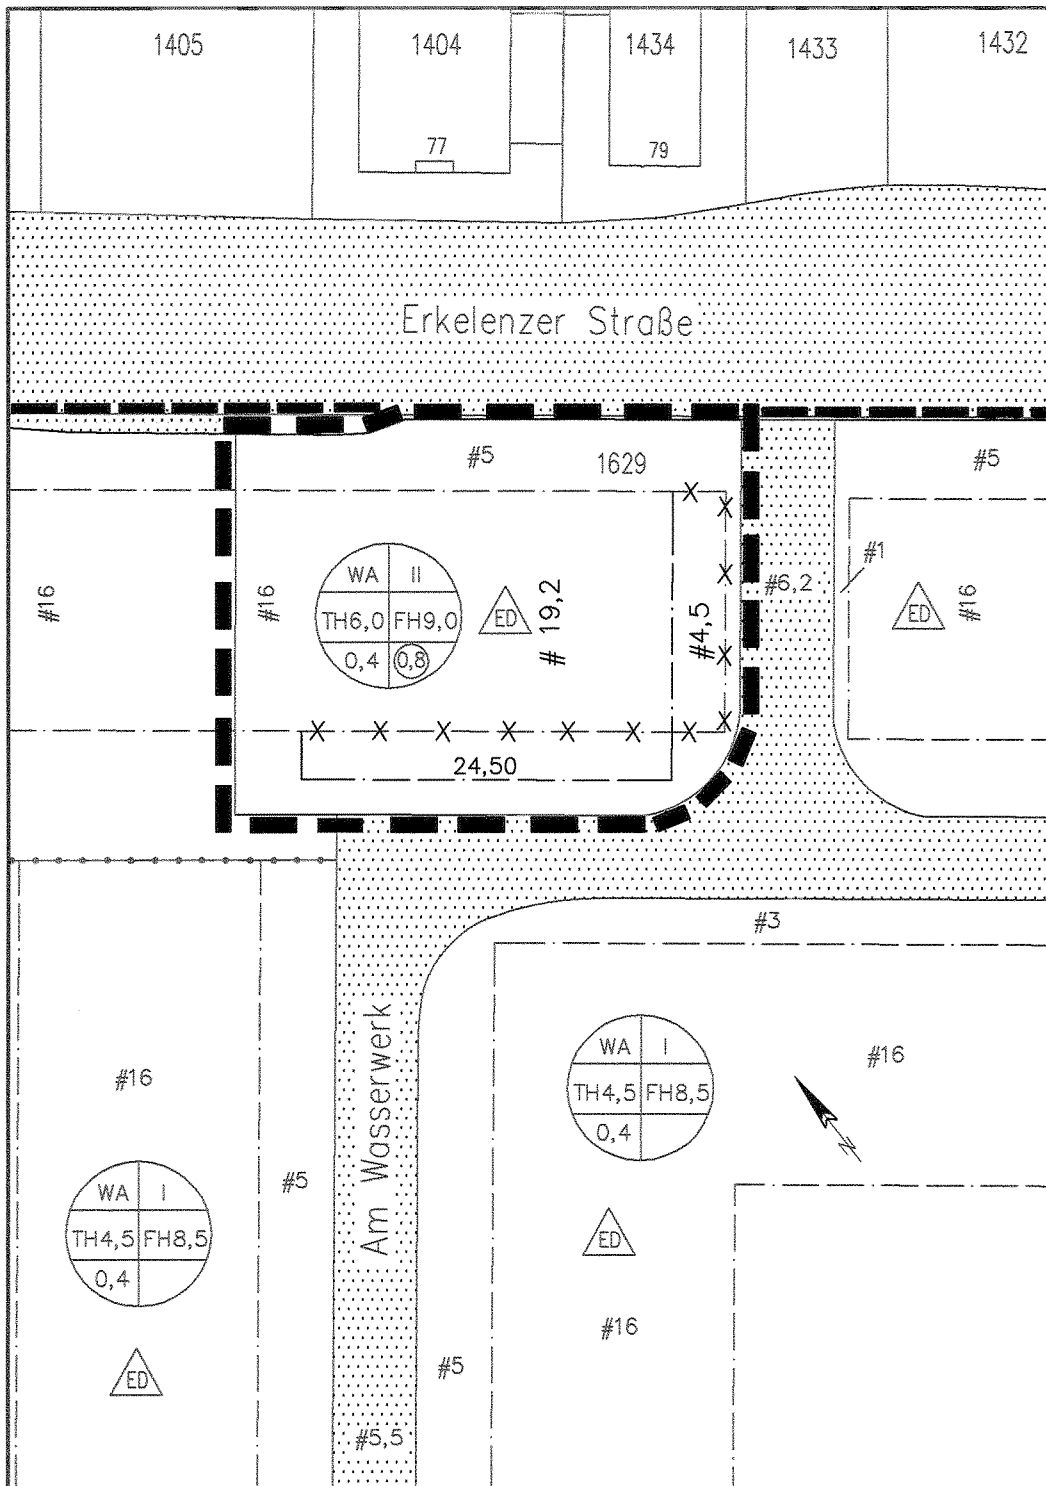 1405
1404
1434
1433
1432
77
79
Erkelenzer Straße
#5
1629
#5
#16
#16
WA II
TH6,0 FH9,0
0,4 0,8
ED
# 19,2
#4,5
#6,2
#1
ED
#16
24,50
#3
#16
WA I
TH4,5 FH8,5
0,4
#16
N
Am Wasserwerk
WA I
TH4,5 FH8,5
0,4
#5
ED
ED
#16
#5
#5,5